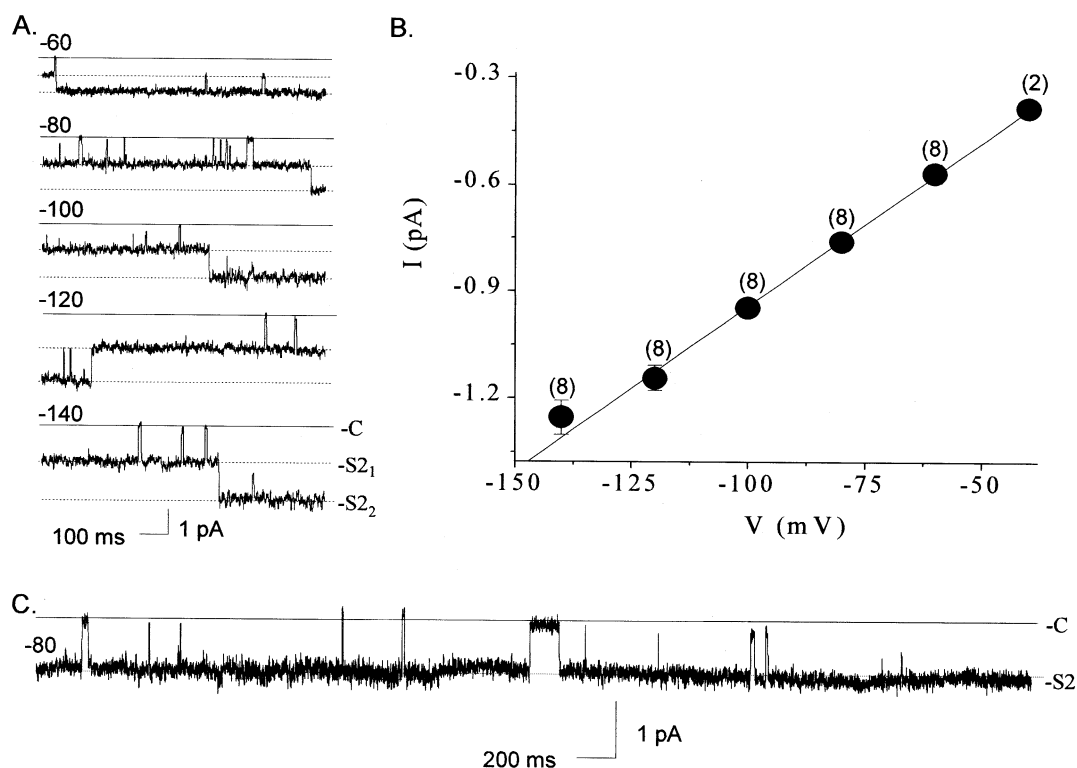 A.
-60
-80
-100
-120
-140
-C
-S2₁
-S2₂
100 ms
1 pA
B.
I (pA)
-0.3
-0.6
-0.9
-1.2
(2)
(8)
(8)
(8)
(8)
(8)
-150
-125
-100
-75
-50
V (mV)
C.
-80
-C
-S2
200 ms
1 pA